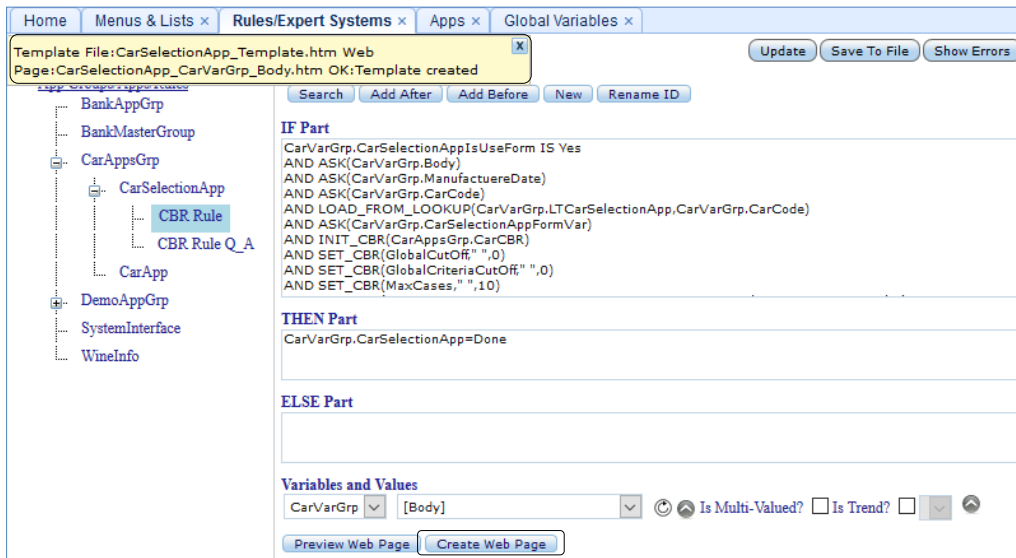 Home Menus & Lists × Rules/Expert Systems × Apps × Global Variables ×
Template File:CarSelectionApp_Template.htm Web X
Page:CarSelectionApp_CarVarGrp_Body.htm OK:Template created
Update Save To File Show Errors
Search Add After Add Before New Rename ID
BankAppGrp
BankMasterGroup
CarAppsGrp
CarSelectionApp
CBR Rule
CBR Rule Q_A
CarApp
DemoAppGrp
SystemInterface
WineInfo
IF Part
CarVarGrp.CarSelectionAppIsUseForm IS Yes
AND ASK(CarVarGrp.Body)
AND ASK(CarVarGrp.ManufactuereDate)
AND ASK(CarVarGrp.CarCode)
AND LOAD_FROM_LOOKUP(CarVarGrp.LTCarSelectionApp,CarVarGrp.CarCode)
AND ASK(CarVarGrp.CarSelectionAppFormVar)
AND INIT_CBR(CarAppsGrp.CarCBR)
AND SET_CBR(GlobalCutOff," ",0)
AND SET_CBR(GlobalCriteriaCutOff," ",0)
AND SET_CBR(MaxCases," ",10)
THEN Part
CarVarGrp.CarSelectionApp=Done
ELSE Part
Variables and Values
CarVarGrp [Body] Is Multi-Valued? Is Trend?
Preview Web Page Create Web Page